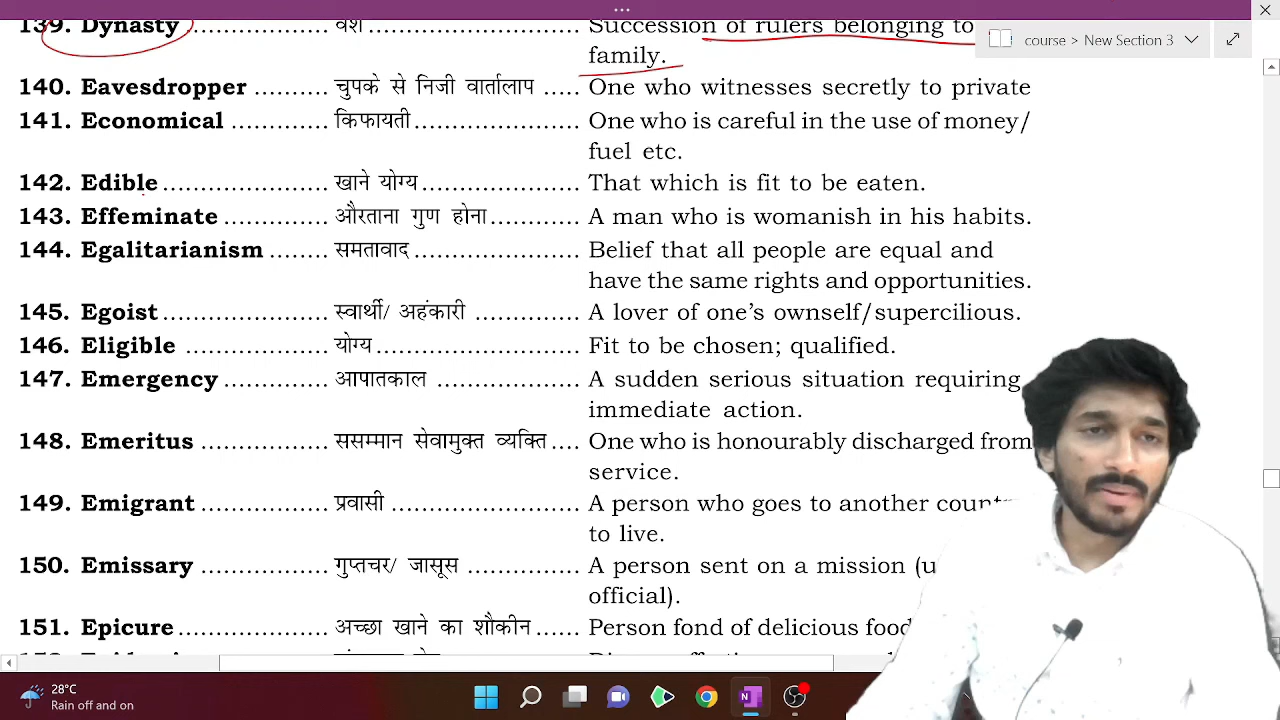 ...
139. Dynasty .................... वंश ............................... Succession of rulers belonging to
family.
course > New Section 3
140. Eavesdropper .......... चुपके से निजी वार्तालाप ..... One who witnesses secretly to private
141. Economical ............. किफायती ........................ One who is careful in the use of money/
fuel etc.
142. Edible ...................... खाने योग्य ....................... That which is fit to be eaten.
143. Effeminate .............. औरताना गुण होना ............ A man who is womanish in his habits.
144. Egalitarianism ........ समतावाद ........................ Belief that all people are equal and
have the same rights and opportunities.
145. Egoist ...................... स्वार्थी/ अहंकारी .............. A lover of one's ownself/supercilious.
146. Eligible ................... योग्य ............................. Fit to be chosen; qualified.
147. Emergency .............. आपातकाल ................... A sudden serious situation requiring
immediate action.
148. Emeritus ................. ससम्मान सेवामुक्त व्यक्ति .... One who is honourably discharged from
service.
149. Emigrant ................. प्रवासी .......................... A person who goes to another
to live.
150. Emissary ................. गुप्तचर/ जासूस ............... A person sent on a mission
official).
151. Epicure .................... अच्छा खाने का शौकीन ...... Person fond of delicious food
28°C
Rain off and on